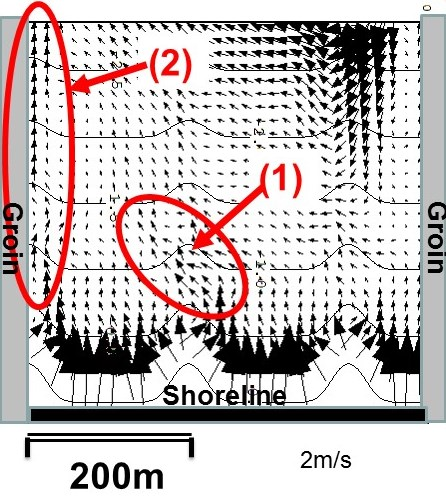 (2)
(1)
Groin
Groin
Shoreline
200m
2m/s